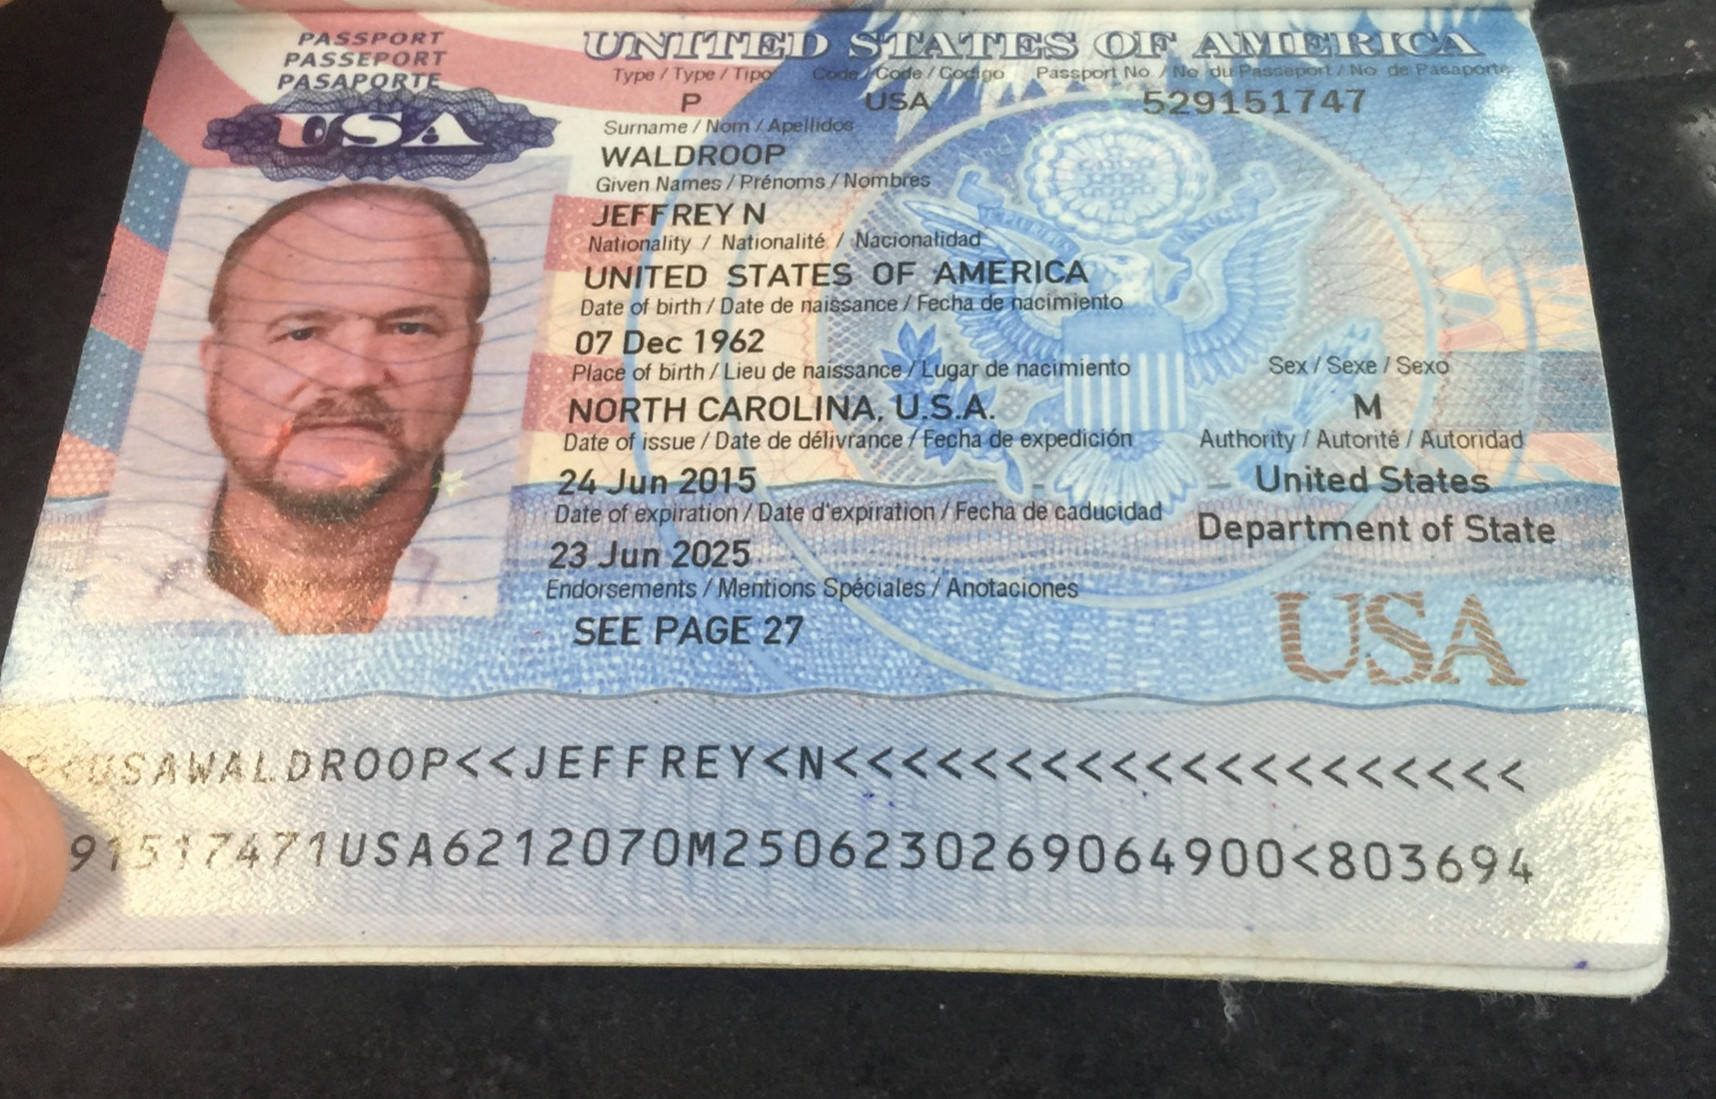 PASSPORT
PASSEPORT
PASAPORTE
USA
UNITED STATES OF AMERICA
Type / Type / Tipo Code / Code / Codigo Passport No. / No. du Passeport / No. de Pasaporte
P USA 529151747
Surname / Nom / Apellidos
WALDROOP
Given Names / Prénoms / Nombres
JEFFREY N
Nationality / Nationalité / Nacionalidad
UNITED STATES OF AMERICA
Date of birth / Date de naissance / Fecha de nacimiento
07 Dec 1962
Place of birth / Lieu de naissance / Lugar de nacimiento
NORTH CAROLINA, U.S.A.
Sex / Sexe / Sexo
M
Date of issue / Date de délivrance / Fecha de expedición
24 Jun 2015
Authority / Autorité / Autoridad
United States
Department of State
Date of expiration / Date d'expiration / Fecha de caducidad
23 Jun 2025
Endorsements / Mentions Spéciales / Anotaciones
SEE PAGE 27
USA
P<USAWALDROOP<<JEFFREY<N<<<<<<<<<<<<<<<<<<<<
91517471USA6212070M2506230269064900<803694